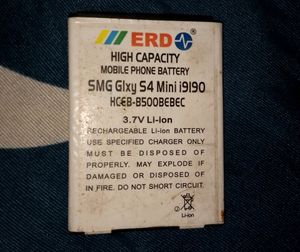 ERD
HIGH CAPACITY
MOBILE PHONE BATTERY
SMG Glxy S4 Mini i9190
HCEB-B500BEBEC
3.7V Li-ion
RECHARGEABLE Li-ion BATTERY
USE SPECIFIED CHARGER ONLY
MAY EXPLODE IF DAMAGED OR
DISPOSED OF IN FIRE.
DISPOSED OF PROPERLY.
DO NOT SHORT CIRCUIT.
Li-ion